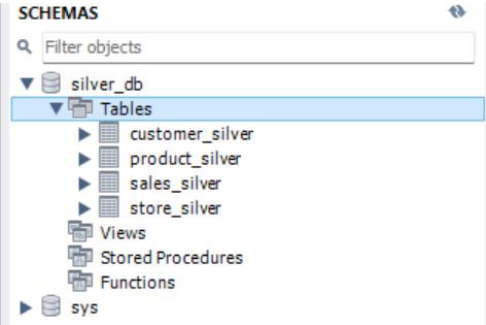 SCHEMAS
Filter objects
silver_db
Tables
customer_silver
product_silver
sales_silver
store_silver
Views
Stored Procedures
Functions
sys